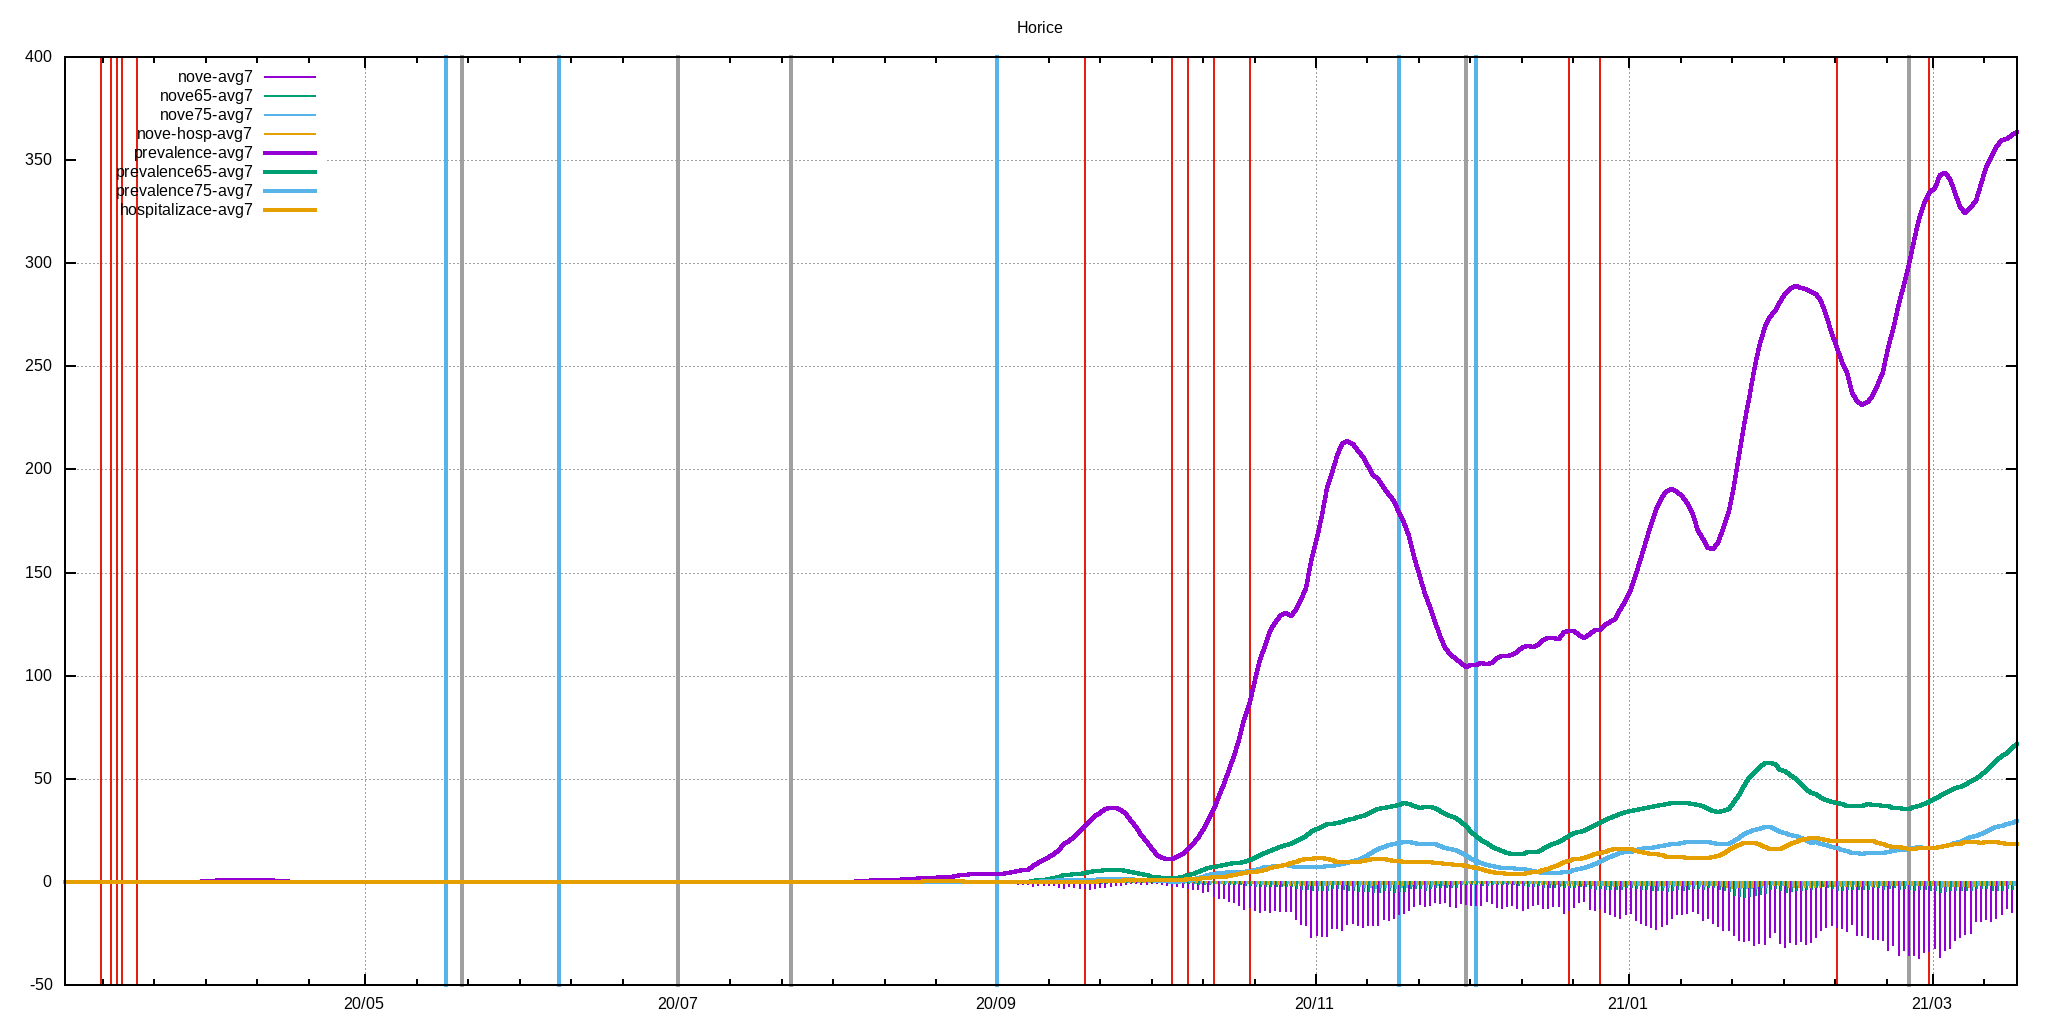 Horice
400
350
300
250
200
150
100
50
0
-50
nove-avg7
nove65-avg7
nove75-avg7
nove-hosp-avg7
prevalence-avg7
prevalence65-avg7
prevalence75-avg7
hospitalizace-avg7
20/05 20/07 20/09 20/11 21/01 21/03